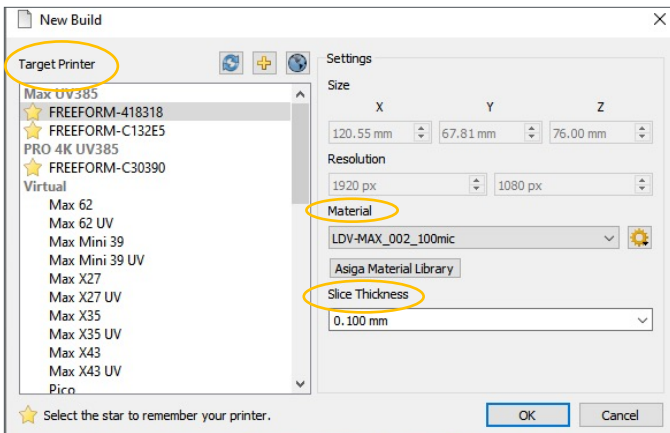 New Build
Target Printer
Max UV385
FREEFORM-418318
FREEFORM-C132E5
PRO 4K UV385
FREEFORM-C30390
Virtual
Max 62
Max 62 UV
Max Mini 39
Max Mini 39 UV
Max X27
Max X27 UV
Max X35
Max X35 UV
Max X43
Max X43 UV
Pico
Select the star to remember your printer.
Settings
Size
X Y Z
120.55 mm 67.81 mm 76.00 mm
Resolution
1920 px 1080 px
Material
LDV-MAX_002_100mic
Asiga Material Library
Slice Thickness
0.100 mm
OK Cancel